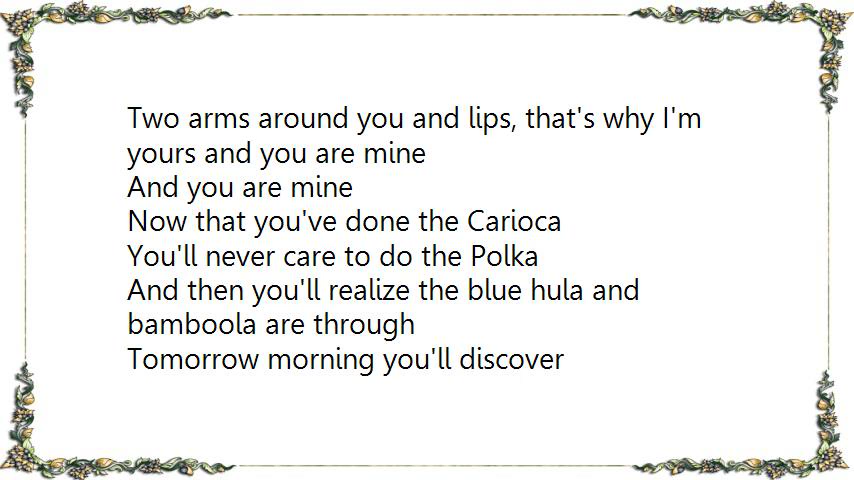 Two arms around you and lips, that's why I'm
yours and you are mine
And you are mine
Now that you've done the Carioca
You'll never care to do the Polka
And then you'll realize the blue hula and
bamboola are through
Tomorrow morning you'll discover